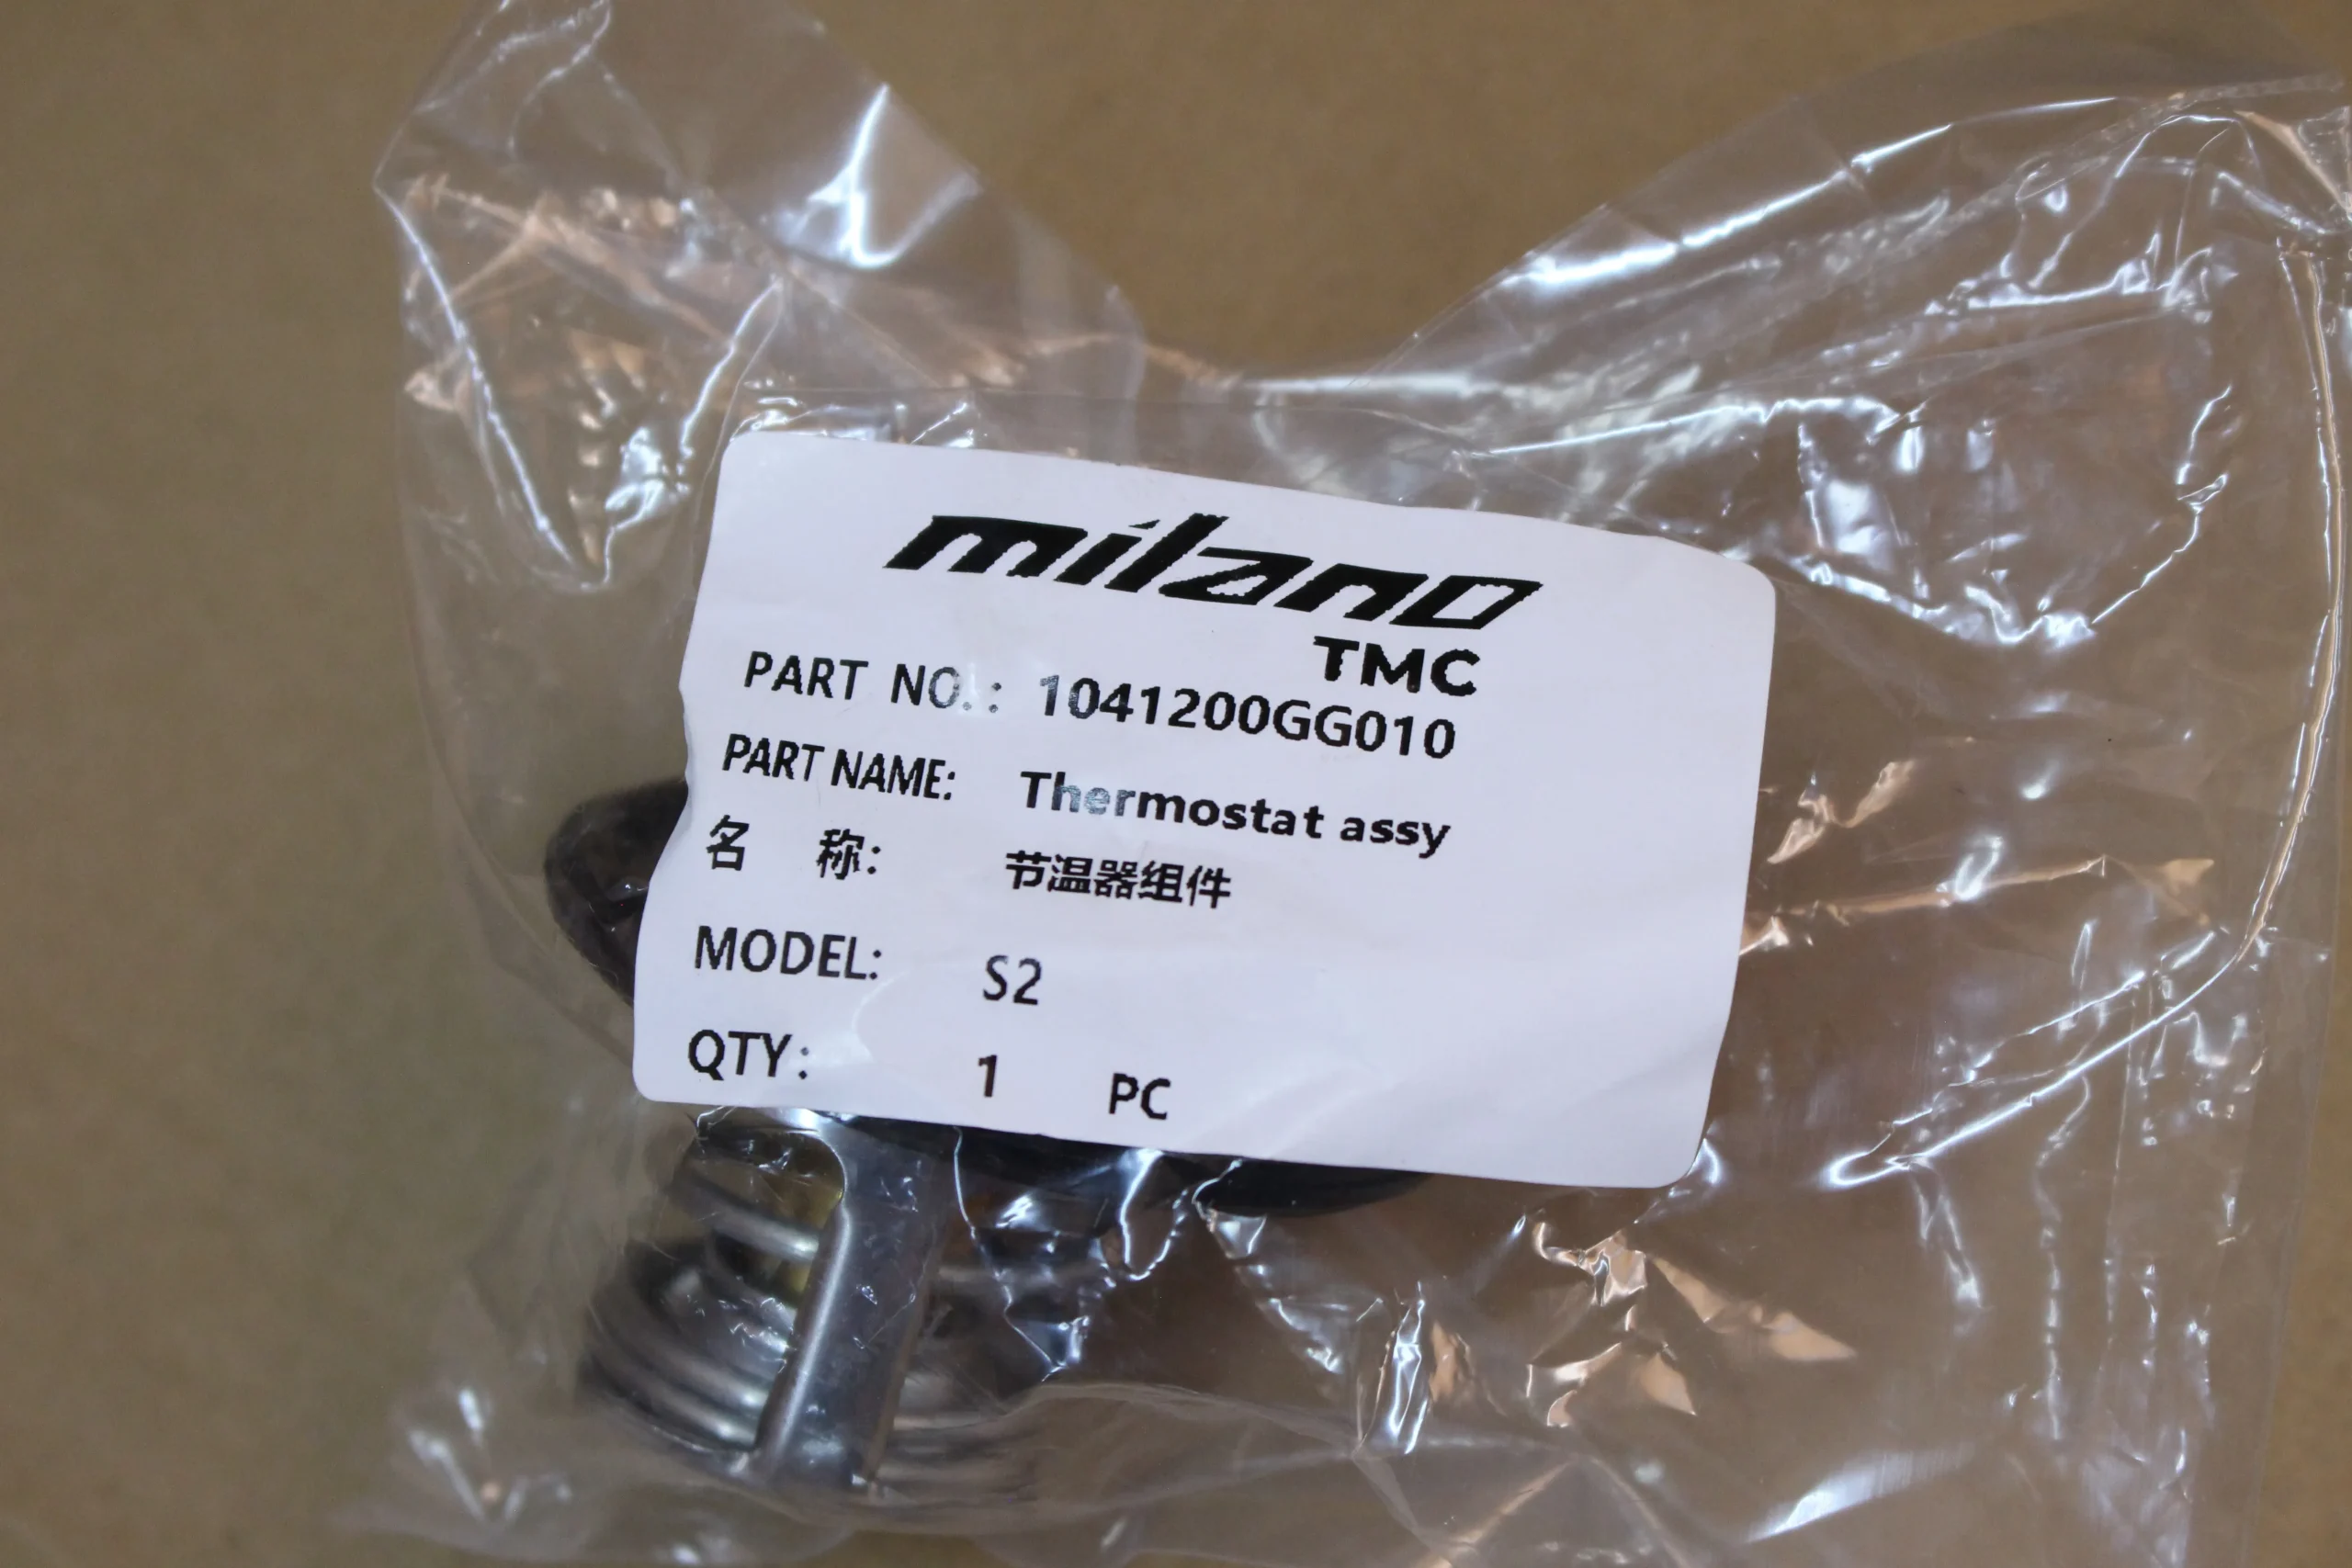 milano
TMC
PART NO.: 1041200GG010
PART NAME: Thermostat assy
名 称: 节温器组件
MODEL: S2
QTY: 1 PC